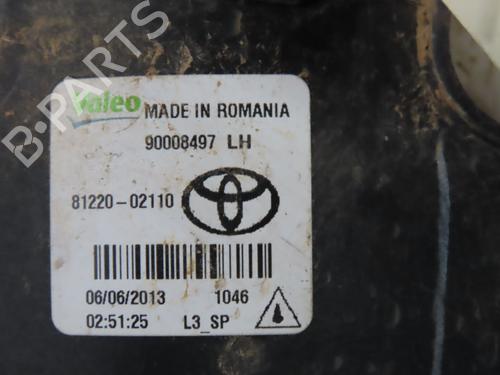 B-PARTS
Valeo MADE IN ROMANIA
90008497 LH
81220-02110
06/06/2013 1046
02:51:25 L3_SP